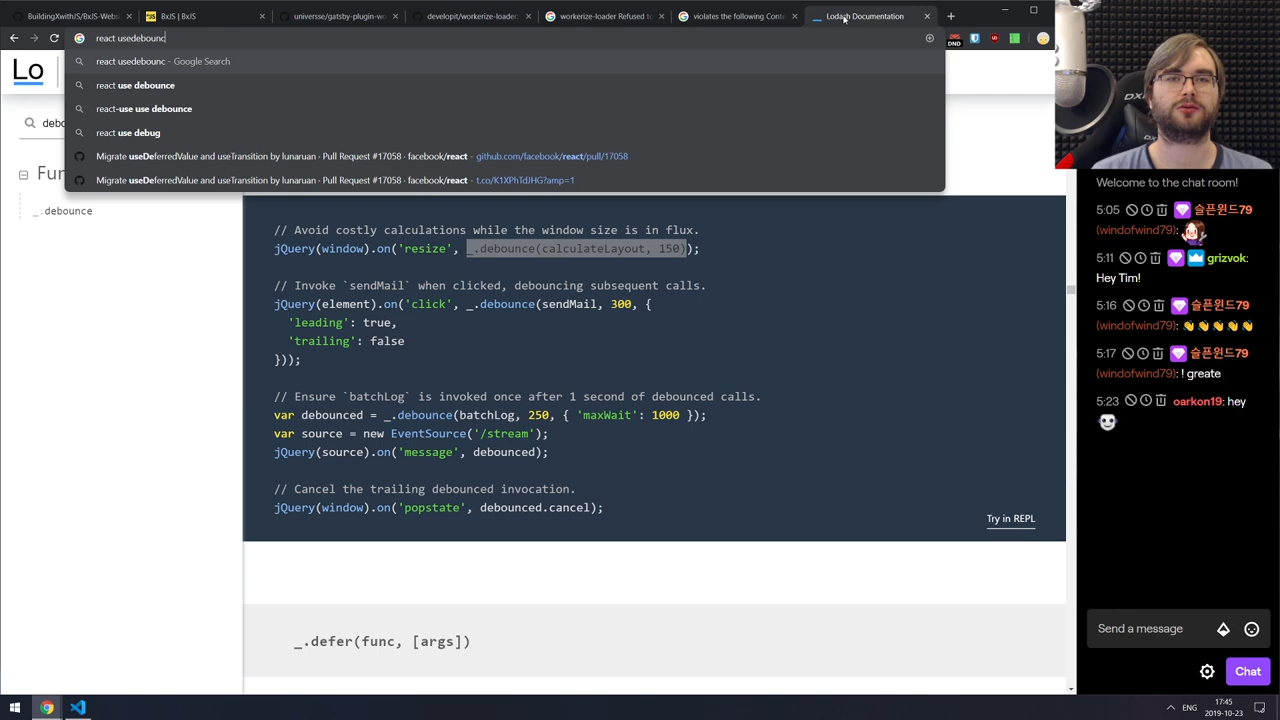 BuildingXwithJS/BxJS-Webs
BxJS | BxJS
universse/gatsby-plugin-w
developit/workerize-loader:
workerize-loader Refused to
violates the following Conte
Lodash Documentation
react usedebounc
react usedebounc - Google Search
react use debounce
react-use use debounce
react use debug
Migrate useDeferredValue and useTransition by lunaruan · Pull Request #17058 · facebook/react - github.com/facebook/react/pull/17058
Migrate useDeferredValue and useTransition by lunaruan · Pull Request #17058 · facebook/react - t.co/K1XPhTdJHG?amp=1
DND
Lo
debo
Fun
_.debounce
// Avoid costly calculations while the window size is in flux.
jQuery(window).on('resize', _.debounce(calculateLayout, 150));
// Invoke `sendMail` when clicked, debouncing subsequent calls.
jQuery(element).on('click', _.debounce(sendMail, 300, {
'leading': true,
'trailing': false
}));
// Ensure `batchLog` is invoked once after 1 second of debounced calls.
var debounced = _.debounce(batchLog, 250, { 'maxWait': 1000 });
var source = new EventSource('/stream');
jQuery(source).on('message', debounced);
// Cancel the trailing debounced invocation.
jQuery(window).on('popstate', debounced.cancel);
Try in REPL
_.defer(func, [args])
Welcome to the chat room!
5:05 슬픈윈드79
(windofwind79):
5:11 grizvok:
Hey Tim!
5:16 슬픈윈드79
(windofwind79): 👏👏👏👏👏
5:17 슬픈윈드79
(windofwind79): ! greate
5:23 oarkon19: hey
Send a message
Chat
ENG
17:45
2019-10-23